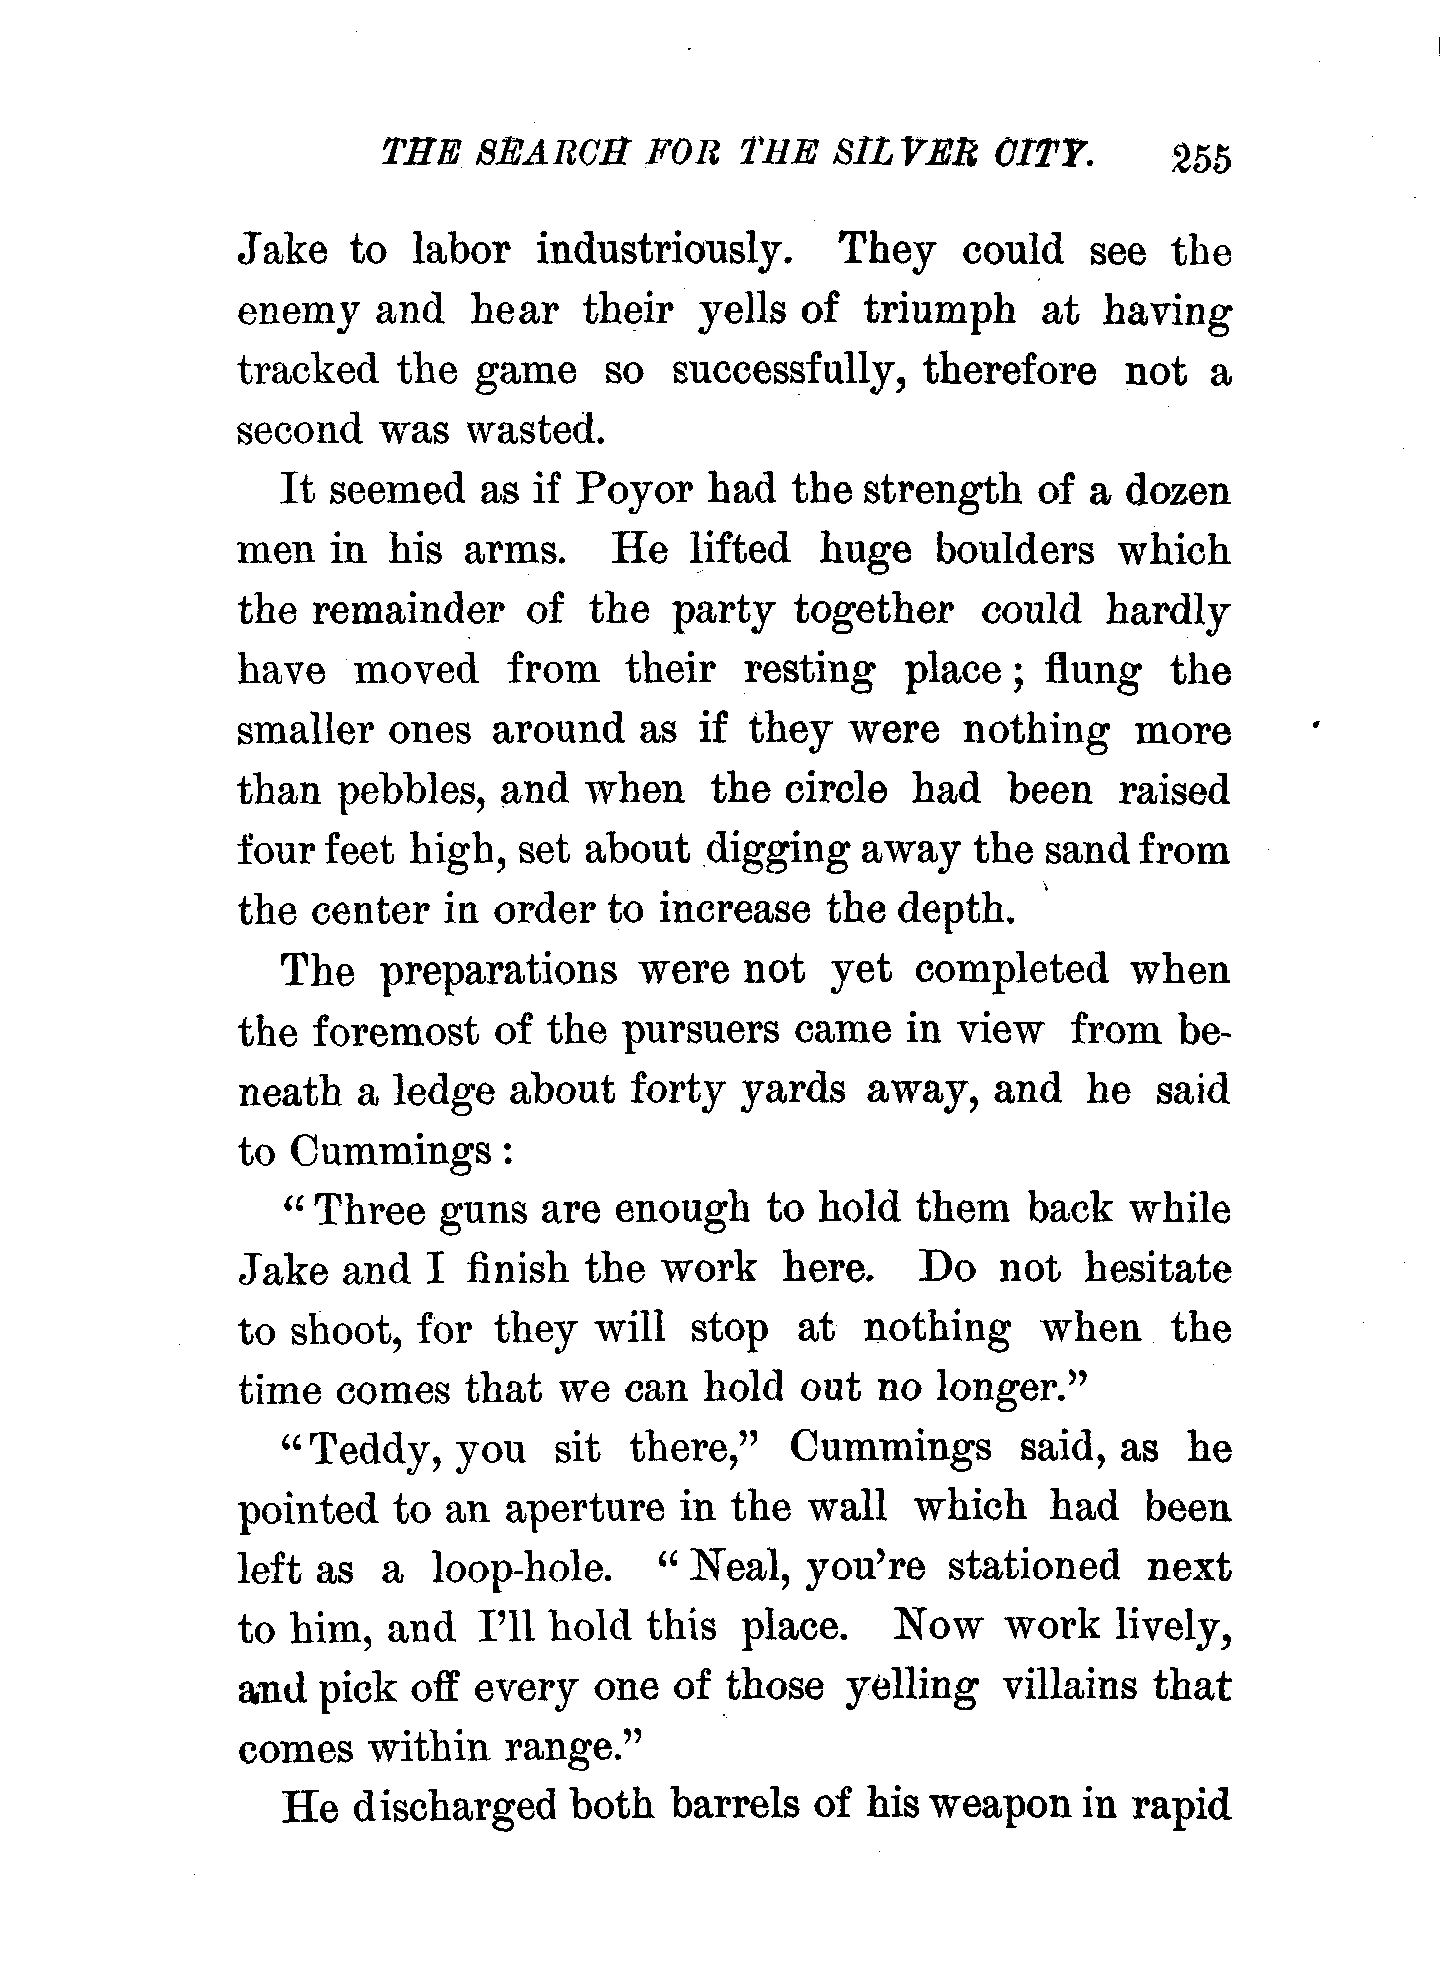 THE SEARCH FOR THE SILVER CITY. 255
Jake to labor industriously. They could see the
enemy and hear their yells of triumph at having
tracked the game so successfully, therefore not a
second was wasted.
It seemed as if Poyor had the strength of a dozen
men in his arms. He lifted huge boulders which
the remainder of the party together could hardly
have moved from their resting place; flung the
smaller ones around as if they were nothing more
than pebbles, and when the circle had been raised
four feet high, set about digging away the sand from
the center in order to increase the depth.
The preparations were not yet completed when
the foremost of the pursuers came in view from be-
neath a ledge about forty yards away, and he said
to Cummings:
"Three guns are enough to hold them back while
Jake and I finish the work here. Do not hesitate
to shoot, for they will stop at nothing when the
time comes that we can hold out no longer."
"Teddy, you sit there," Cummings said, as he
pointed to an aperture in the wall which had been
left as a loop-hole. "Neal, you're stationed next
to him, and I'll hold this place. Now work lively,
and pick off every one of those yelling villains that
comes within range."
He discharged both barrels of his weapon in rapid